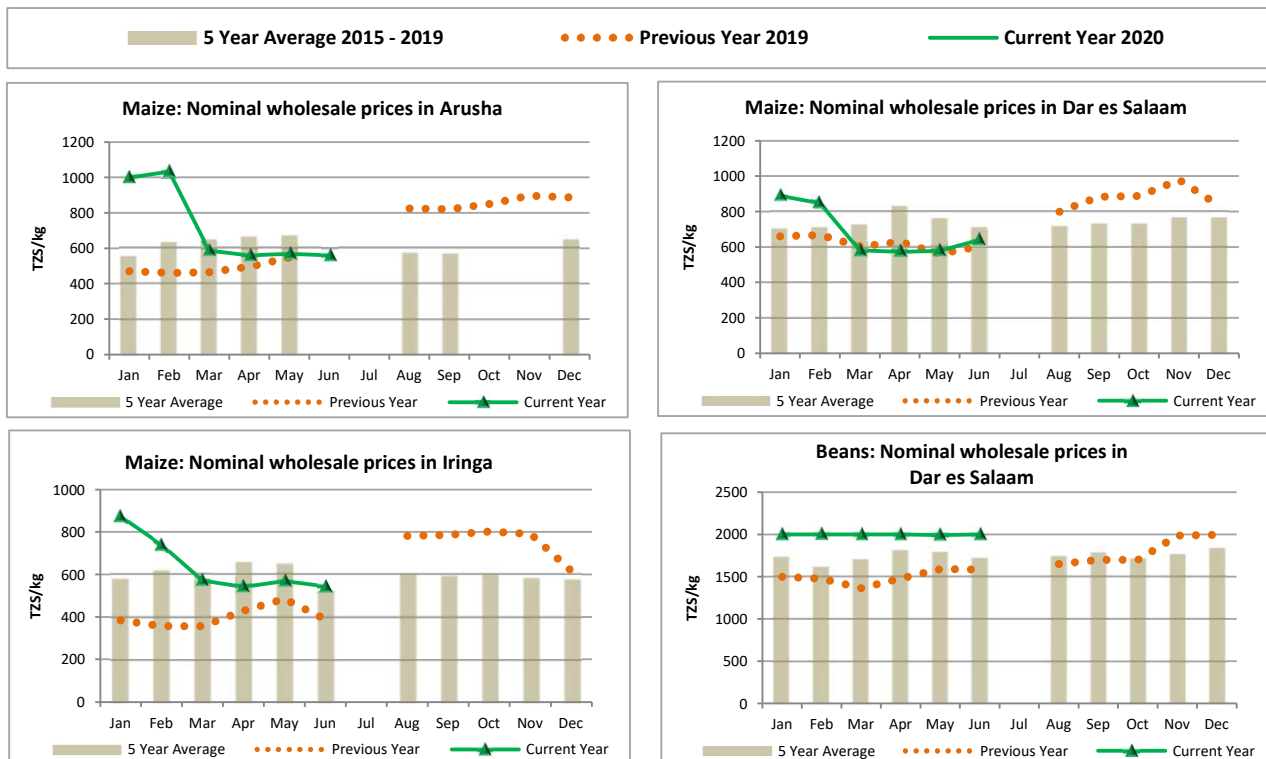 5 Year Average 2015 - 2019 Previous Year 2019 Current Year 2020
Maize: Nominal wholesale prices in Arusha
TZS/kg
1200
1000
800
600
400
200
0
Jan Feb Mar Apr May Jun Jul Aug Sep Oct Nov Dec
5 Year Average Previous Year Current Year
Maize: Nominal wholesale prices in Dar es Salaam
TZS/kg
1200
1000
800
600
400
200
0
Jan Feb Mar Apr May Jun Jul Aug Sep Oct Nov Dec
5 Year Average Previous Year Current Year
Maize: Nominal wholesale prices in Iringa
TZS/kg
1000
800
600
400
200
0
Jan Feb Mar Apr May Jun Jul Aug Sep Oct Nov Dec
5 Year Average Previous Year Current Year
Beans: Nominal wholesale prices in
Dar es Salaam
TZS/kg
2500
2000
1500
1000
500
0
Jan Feb Mar Apr May Jun Jul Aug Sep Oct Nov Dec
5 Year Average Previous Year Current Year